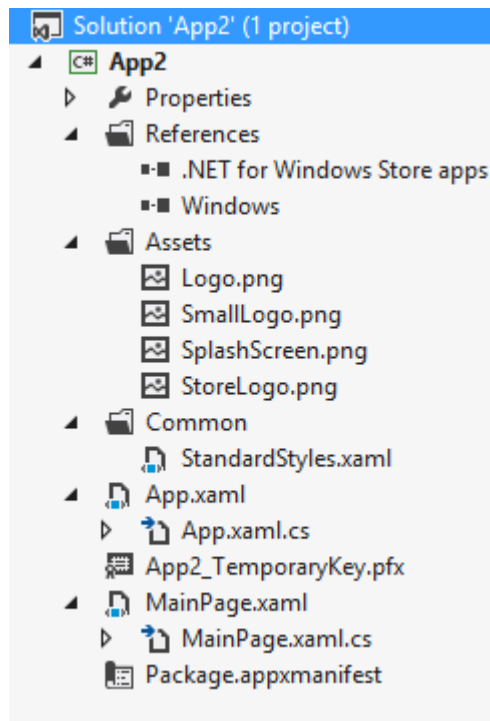 Solution 'App2' (1 project)
C# App2
Properties
References
.NET for Windows Store apps
Windows
Assets
Logo.png
SmallLogo.png
SplashScreen.png
StoreLogo.png
Common
StandardStyles.xaml
App.xaml
App.xaml.cs
App2_TemporaryKey.pfx
MainPage.xaml
MainPage.xaml.cs
Package.appxmanifest